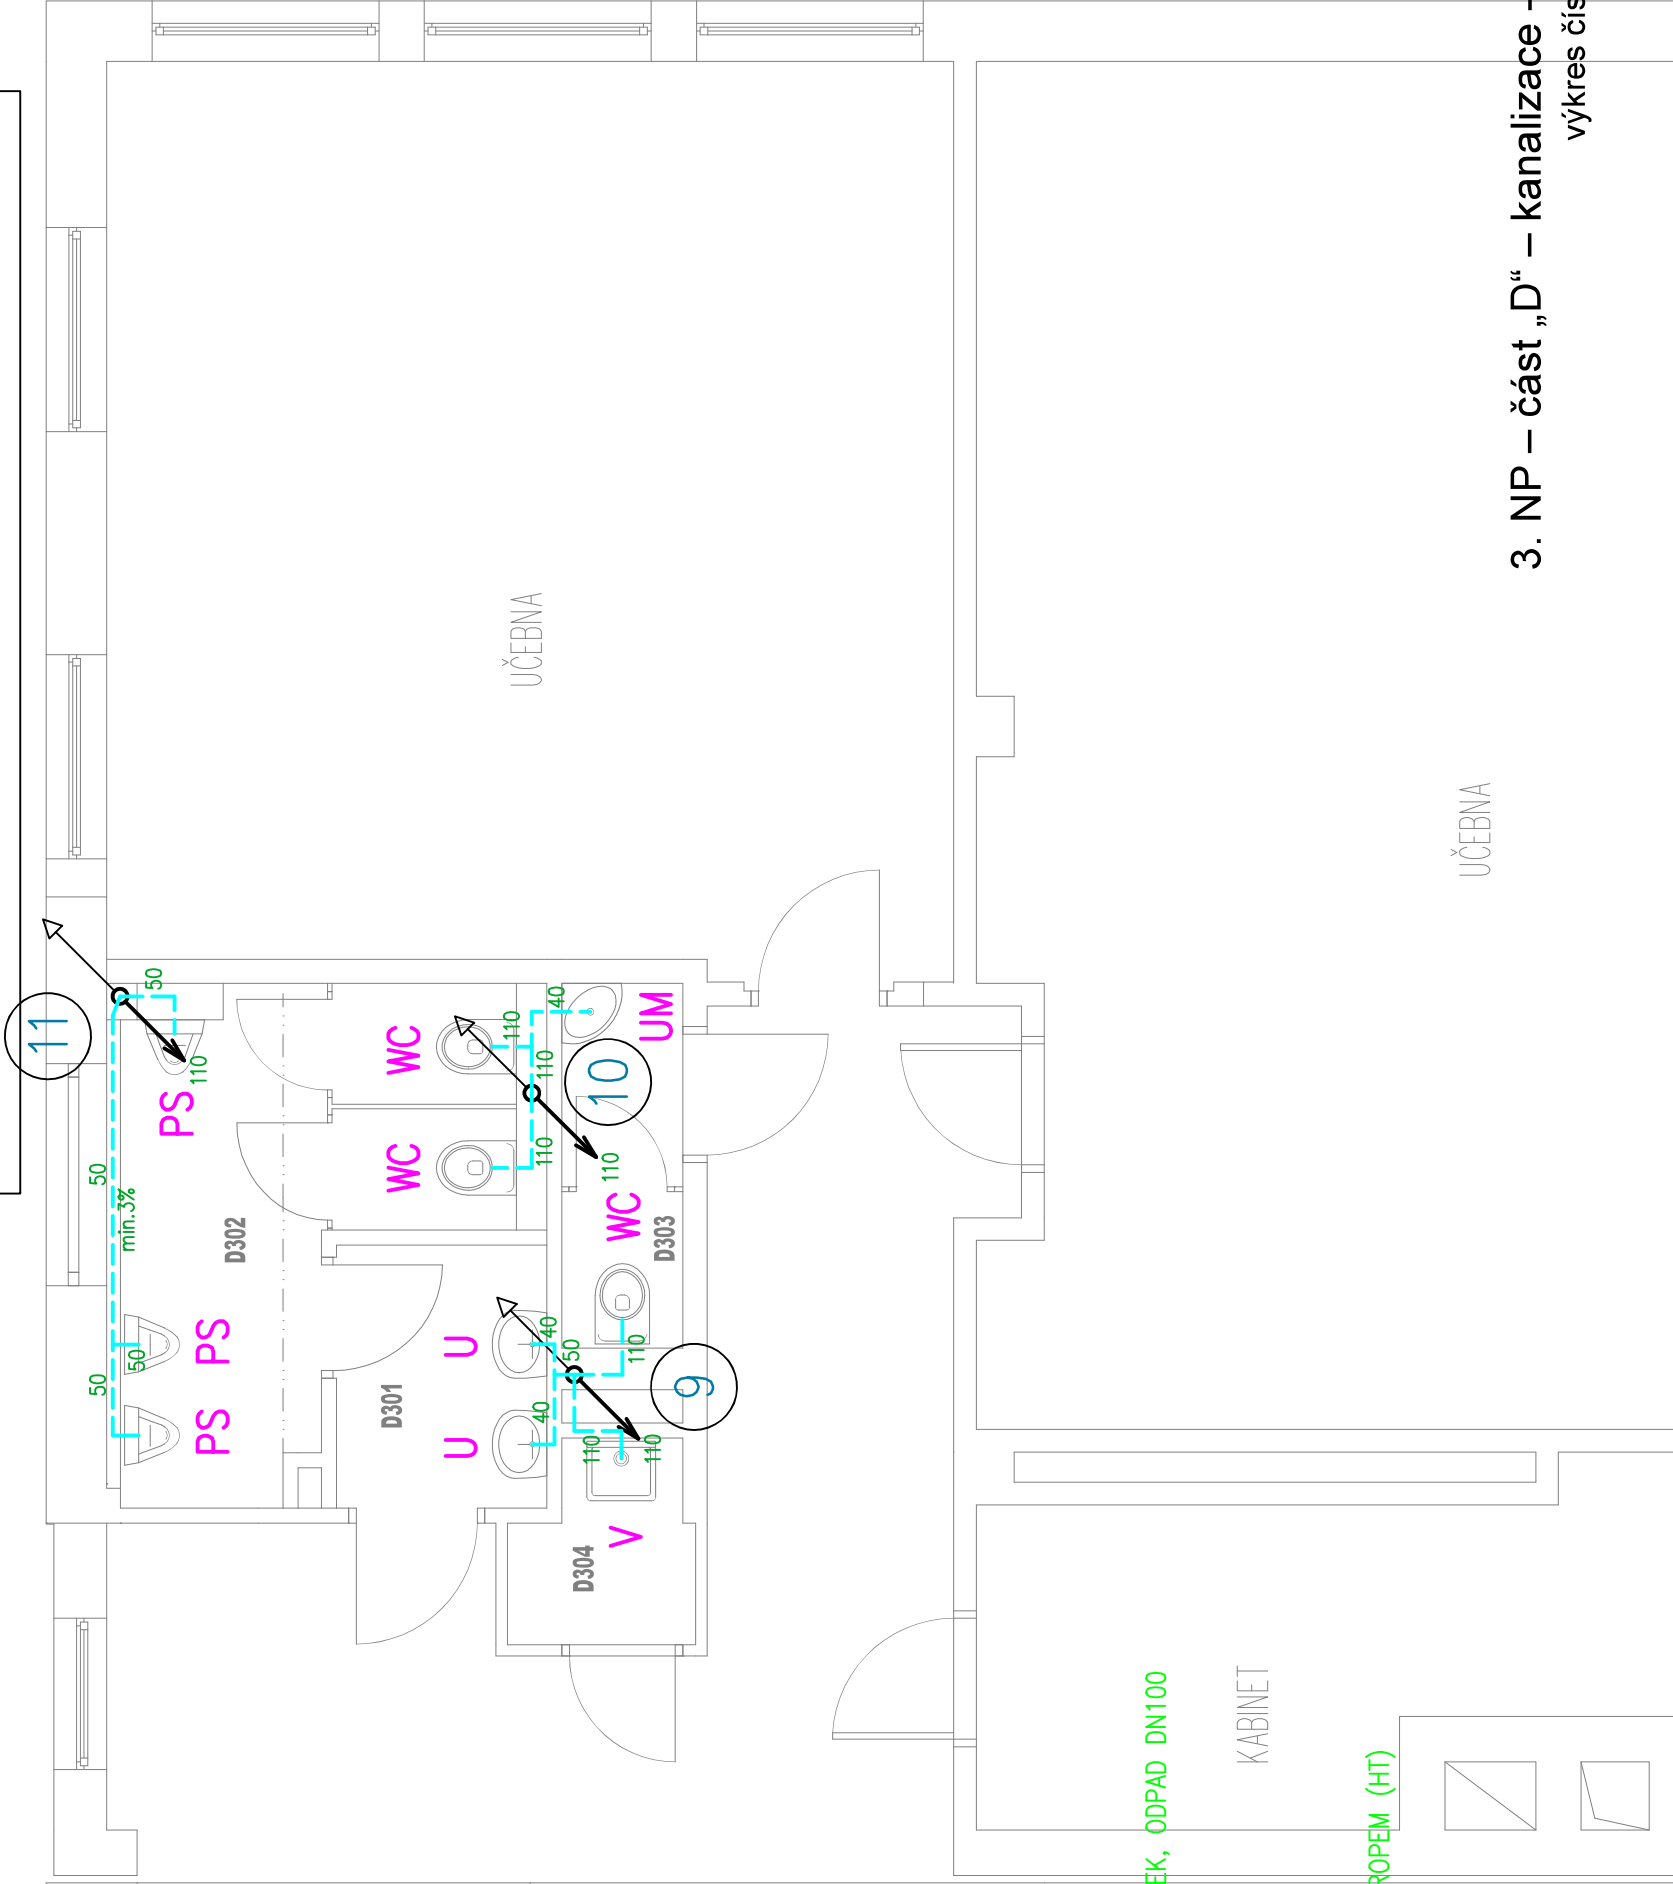 3. NP – část „D“ – kanalizace -
výkres čís
UČEBNA
UČEBNA
KABINET
EK, ODPAD DN100
ROPEM (HT)
11
50
110
PS
50
min.3%
D302
50
50
PS
PS
WC
WC
110
40
110
110
UM
10
110
WC
D303
U
U
D301
40
50
40
110
9
110
110
V
D304